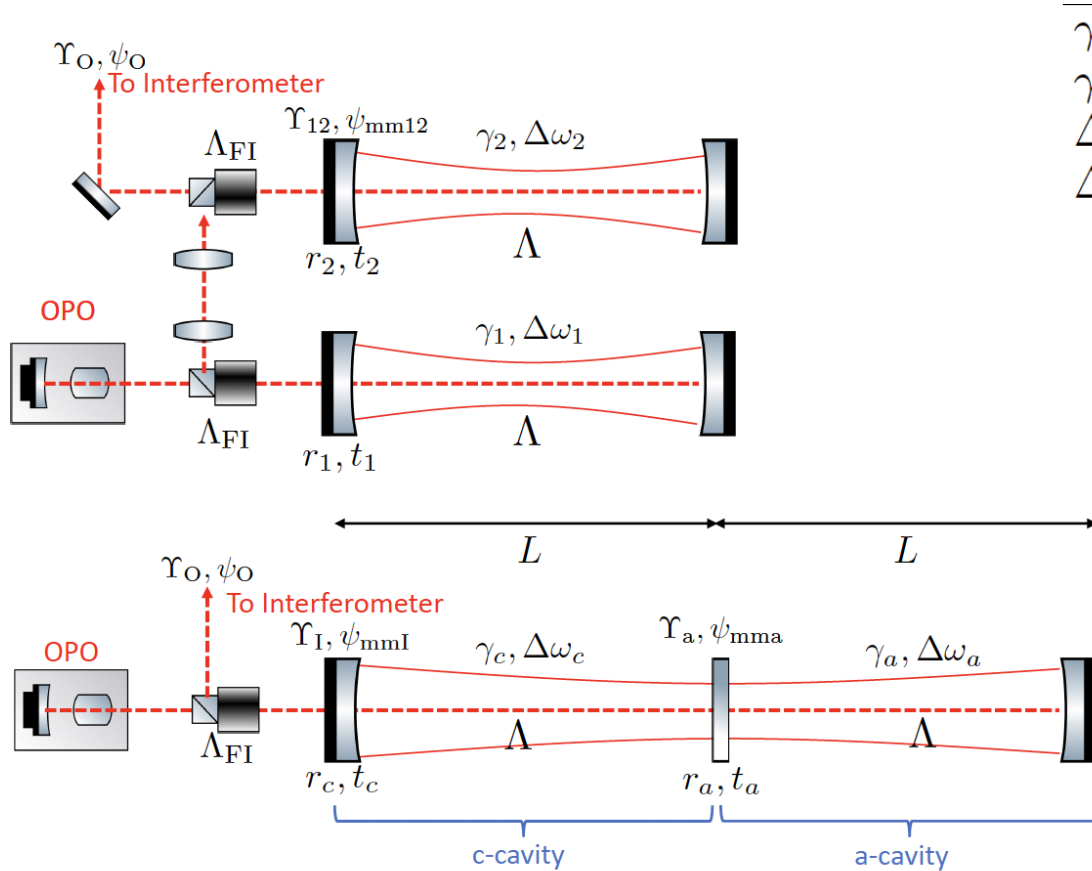 Υ_O, ψ_O
To Interferometer
Λ_FI
Υ_12, ψ_mm12
γ_2, Δω_2
Λ
r_2, t_2
OPO
γ_1, Δω_1
Λ_FI
Λ
r_1, t_1
L
L
Υ_O, ψ_O
To Interferometer
OPO
Λ_FI
Υ_I, ψ_mmI
γ_c, Δω_c
Υ_a, ψ_mma
γ_a, Δω_a
Λ
Λ
r_c, t_c
r_a, t_a
c-cavity
a-cavity
γ
γ